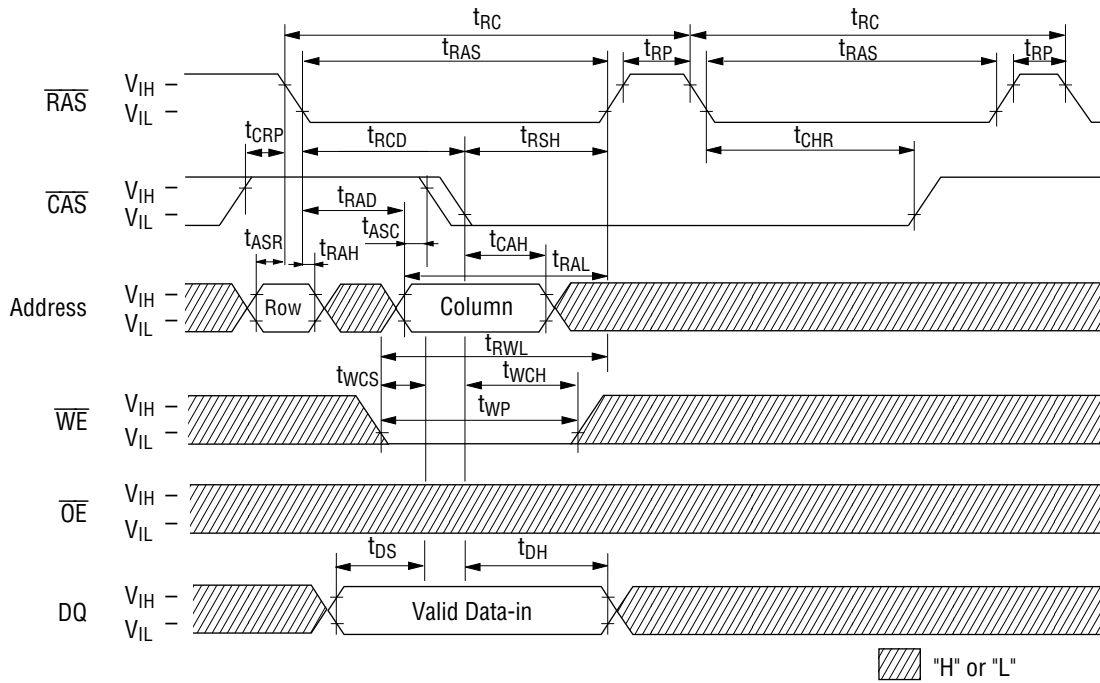 tRC tRC
tRAS tRP tRAS tRP
RAS VIH VIL
tCRP tRCD tRSH tCHR
CAS VIH VIL
tRAD
tASR tRAH tASC tCAH tRAL
Address VIH VIL Row Column
tRWL
tWCS tWCH
tWP
WE VIH VIL
OE VIH VIL
tDS tDH
DQ VIH VIL Valid Data-in
"H" or "L"